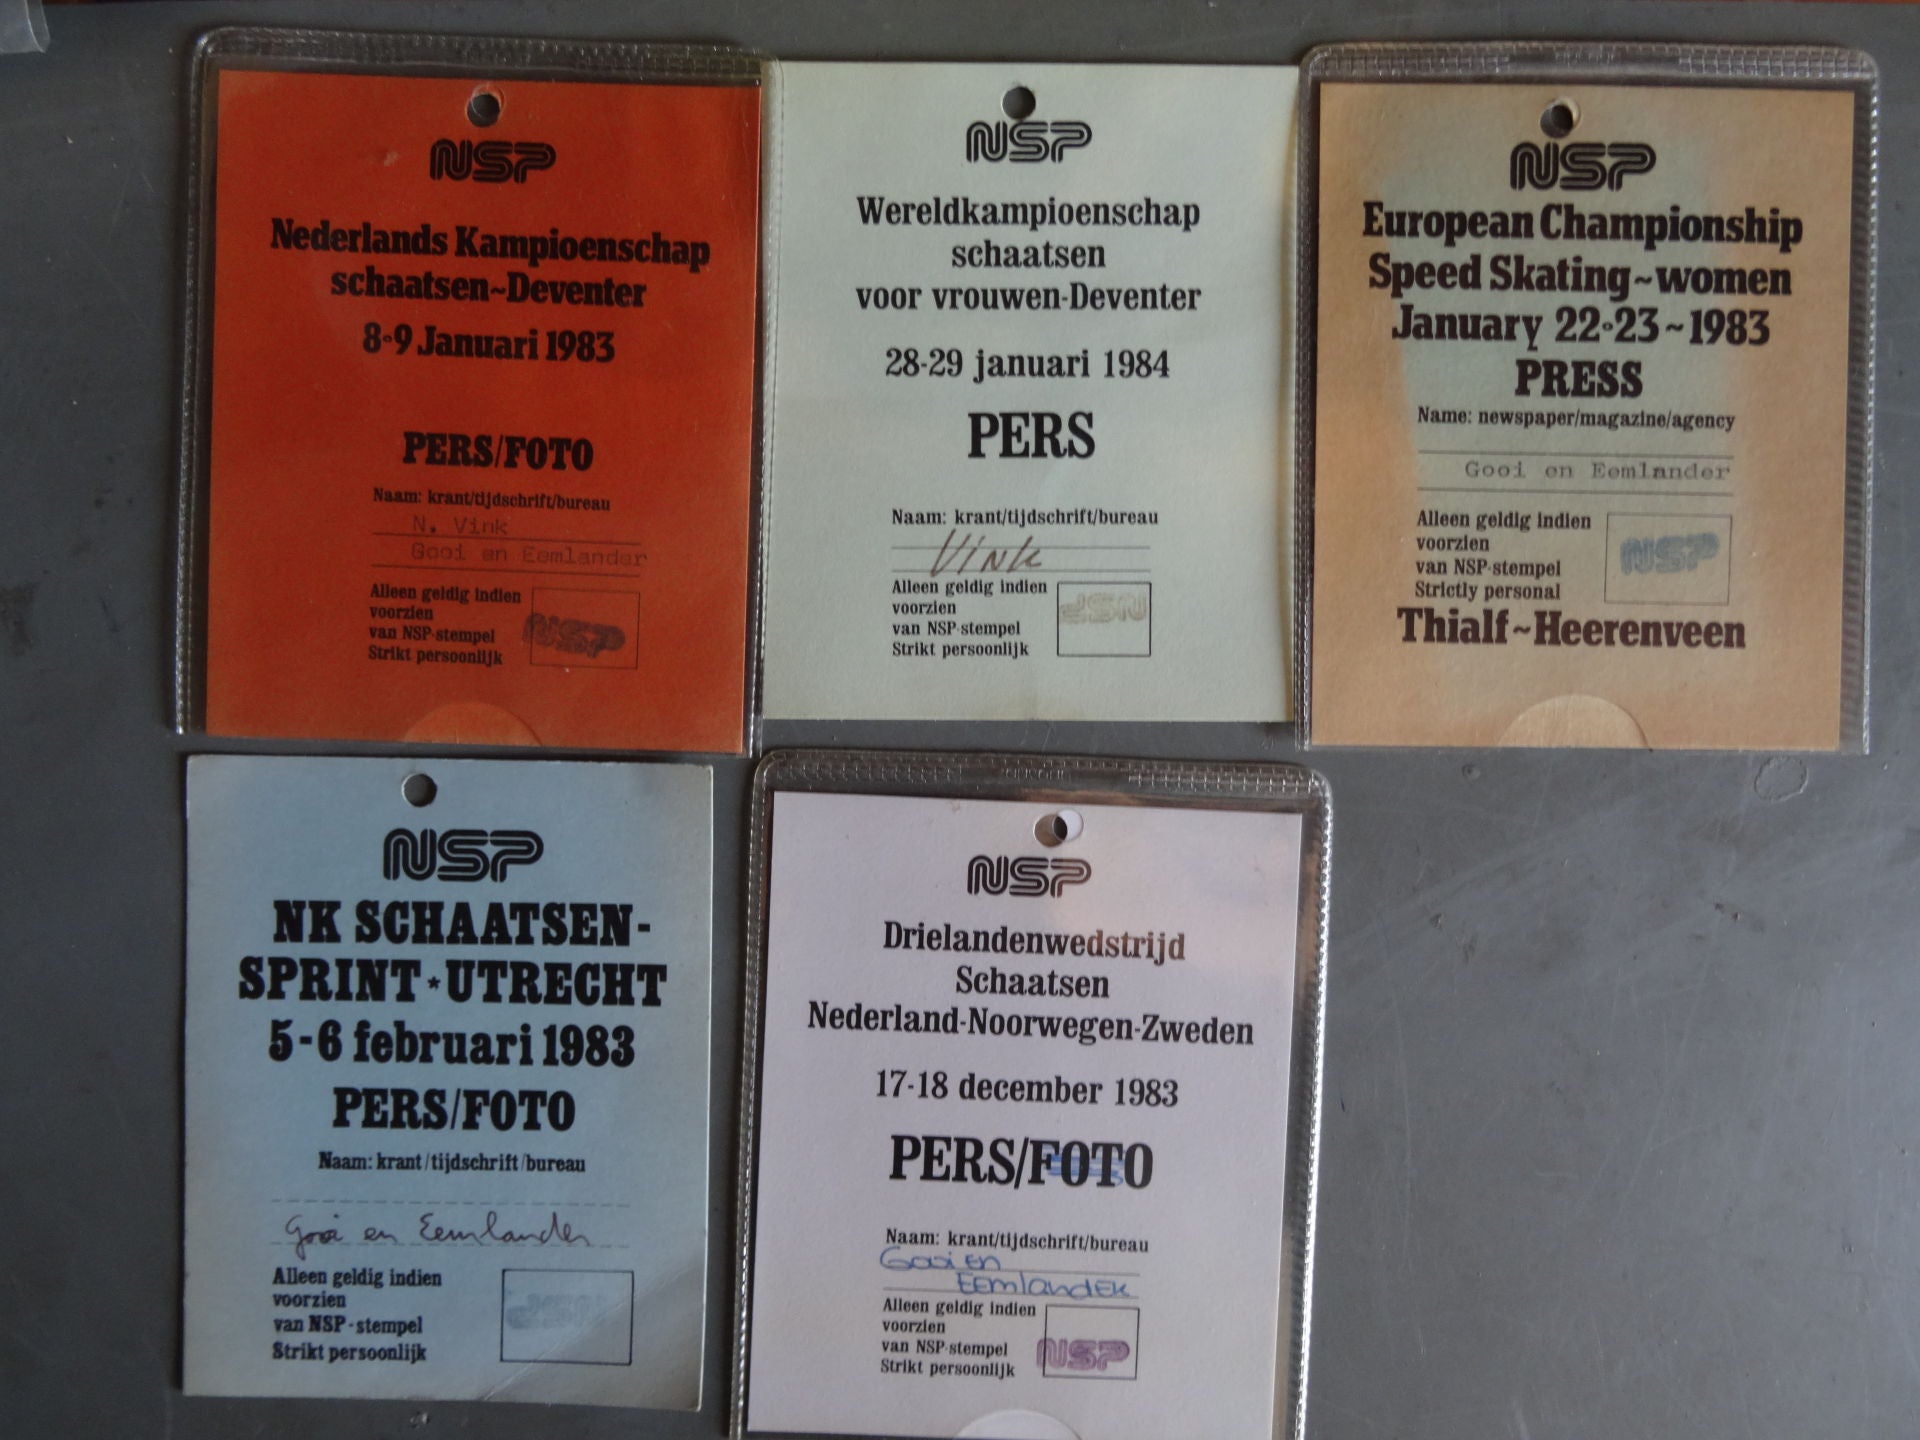 NSP
Nederlands Kampioenschap
schaatsen~Deventer
8-9 Januari 1983
PERS/FOTO
Naam: krant/tijdschrift/bureau
N. Vink
Gooi en Eemlander
Alleen geldig indien
voorzien
van NSP-stempel
Strikt persoonlijk
NSP
NSP
Wereldkampioenschap
schaatsen
voor vrouwen-Deventer
28-29 januari 1984
PERS
Naam: krant/tijdschrift/bureau
Vink
Alleen geldig indien
voorzien
van NSP-stempel
Strikt persoonlijk
NSP
NSP
European Championship
Speed Skating~women
January 22-23~1983
PRESS
Name: newspaper/magazine/agency
Gooi en Eemlander
Alleen geldig indien
voorzien
van NSP-stempel
Strictly personal
NSP
Thialf~Heerenveen
NSP
NK SCHAATSEN-
SPRINT*UTRECHT
5-6 februari 1983
PERS/FOTO
Naam: krant/tijdschrift/bureau
Gooi en Eemlander
Alleen geldig indien
voorzien
van NSP-stempel
Strikt persoonlijk
NSP
NSP
Drielandenwedstrijd
Schaatsen
Nederland-Noorwegen-Zweden
17-18 december 1983
PERS/FOTO
Naam: krant/tijdschrift/bureau
Gooi en
EEmlandEr
Alleen geldig indien
voorzien
van NSP-stempel
Strikt persoonlijk
NSP